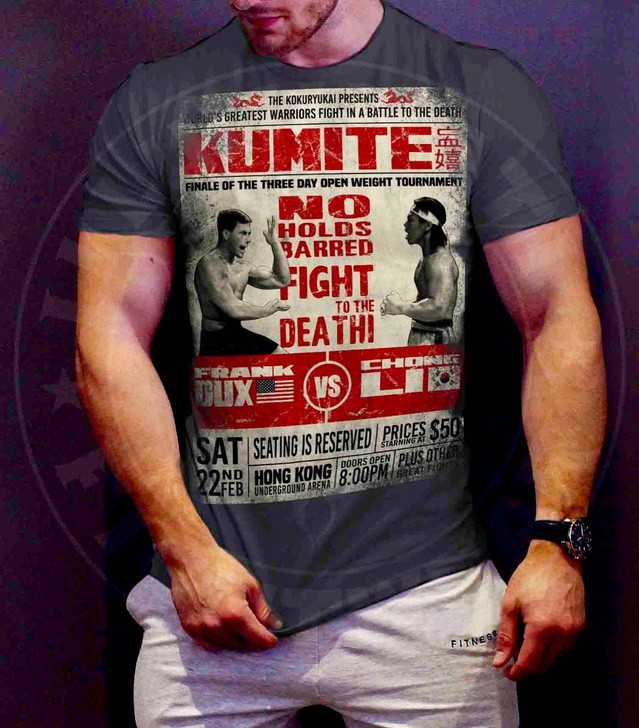 THE KOKURYUKAI PRESENTS
WORLD'S GREATEST WARRIORS FIGHT IN A BATTLE TO THE DEATH
KUMITE
FINALE OF THE THREE DAY OPEN WEIGHT TOURNAMENT
NO
HOLDS
BARRED
FIGHT
TO THE
DEATH!
FRANK
DUX
VS
CHONG
LI
SAT
22ND
FEB
SEATING IS RESERVED
PRICES
STARTING AT
$50
HONG KONG
UNDERGROUND ARENA
DOORS OPEN
8:00PM
PLUS OTHER
GREAT
FITNESS